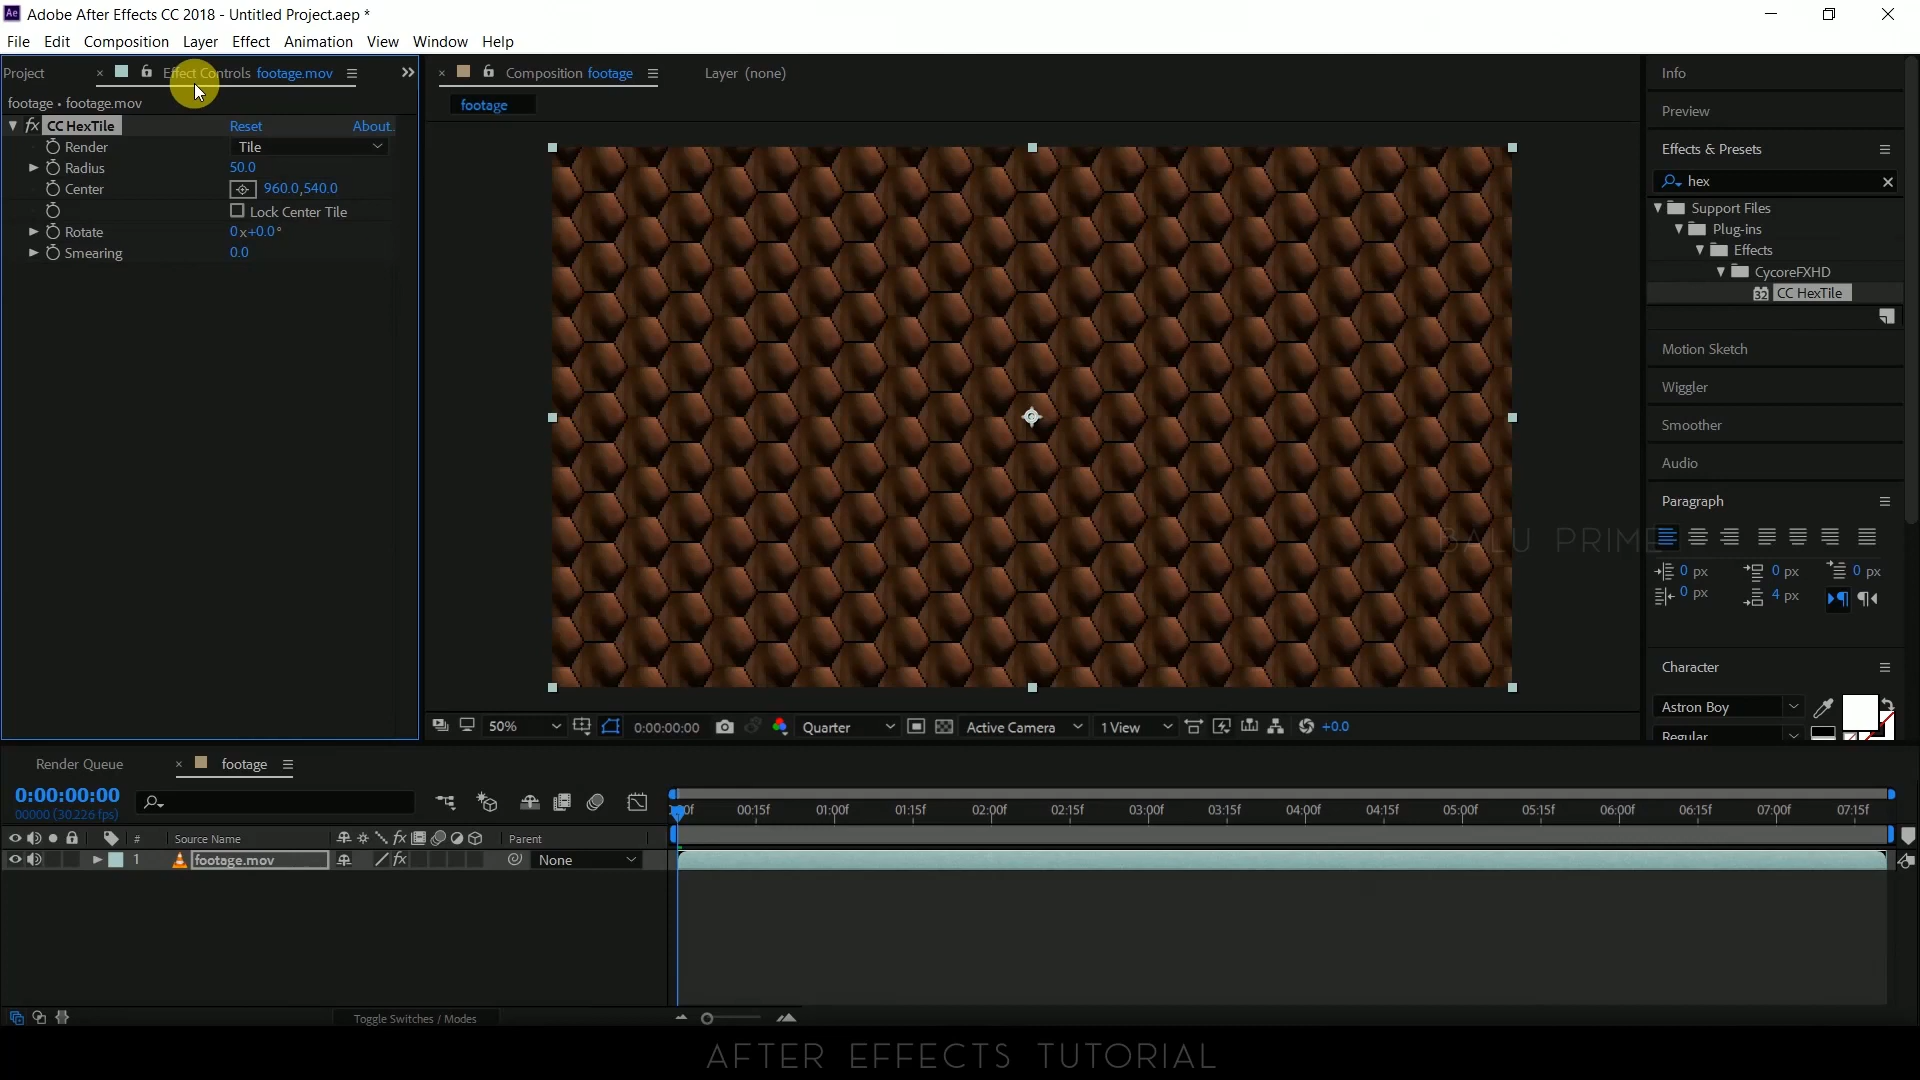 Ae Adobe After Effects CC 2018 - Untitled Project.aep *
File Edit Composition Layer Effect Animation View Window Help
Project × Effect Controls footage.mov
footage • footage.mov
fx CC HexTile Reset About..
Render Tile
Radius 50.0
Center 960.0,540.0
Lock Center Tile
Rotate 0x+0.0°
Smearing 0.0
× Composition footage Layer (none)
footage
50% 0:00:00:00 Quarter Active Camera 1 View +0.0
Info
Preview
Effects & Presets
hex
Support Files
Plug-ins
Effects
CycoreFXHD
32 CC HexTile
Motion Sketch
Wiggler
Smoother
Audio
Paragraph
BALU PRIME
0 px 0 px 0 px
0 px 4 px
Character
Astron Boy
Regular
Render Queue × footage
0:00:00:00
00000 (30.226 fps)
# Source Name fx Parent
1 footage.mov fx None
00:15f 01:00f 01:15f 02:00f 02:15f 03:00f 03:15f 04:00f 04:15f 05:00f 05:15f 06:00f 06:15f 07:00f 07:15f
Toggle Switches / Modes
AFTER EFFECTS TUTORIAL